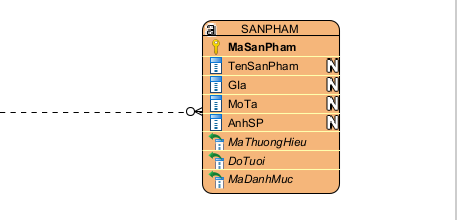 a SANPHAM
MaSanPham
TenSanPham N
GIa N
MoTa N
AnhSP N
MaThuongHieu
DoTuoi
MaDanhMuc